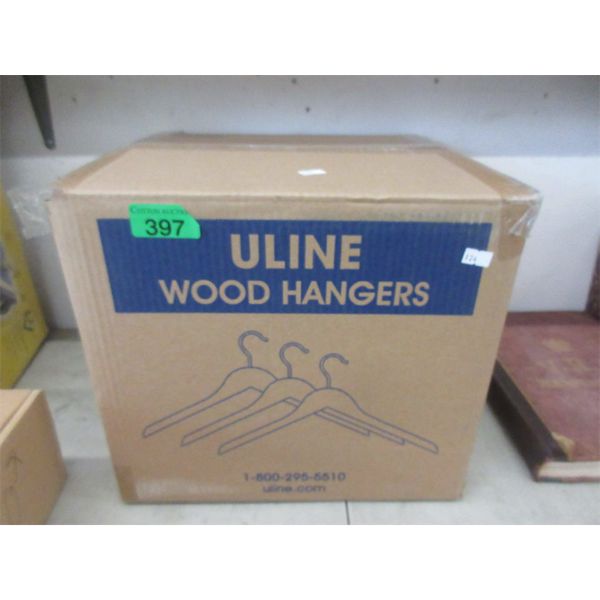 397
ULINE
WOOD HANGERS
1-800-295-5510
uline.com